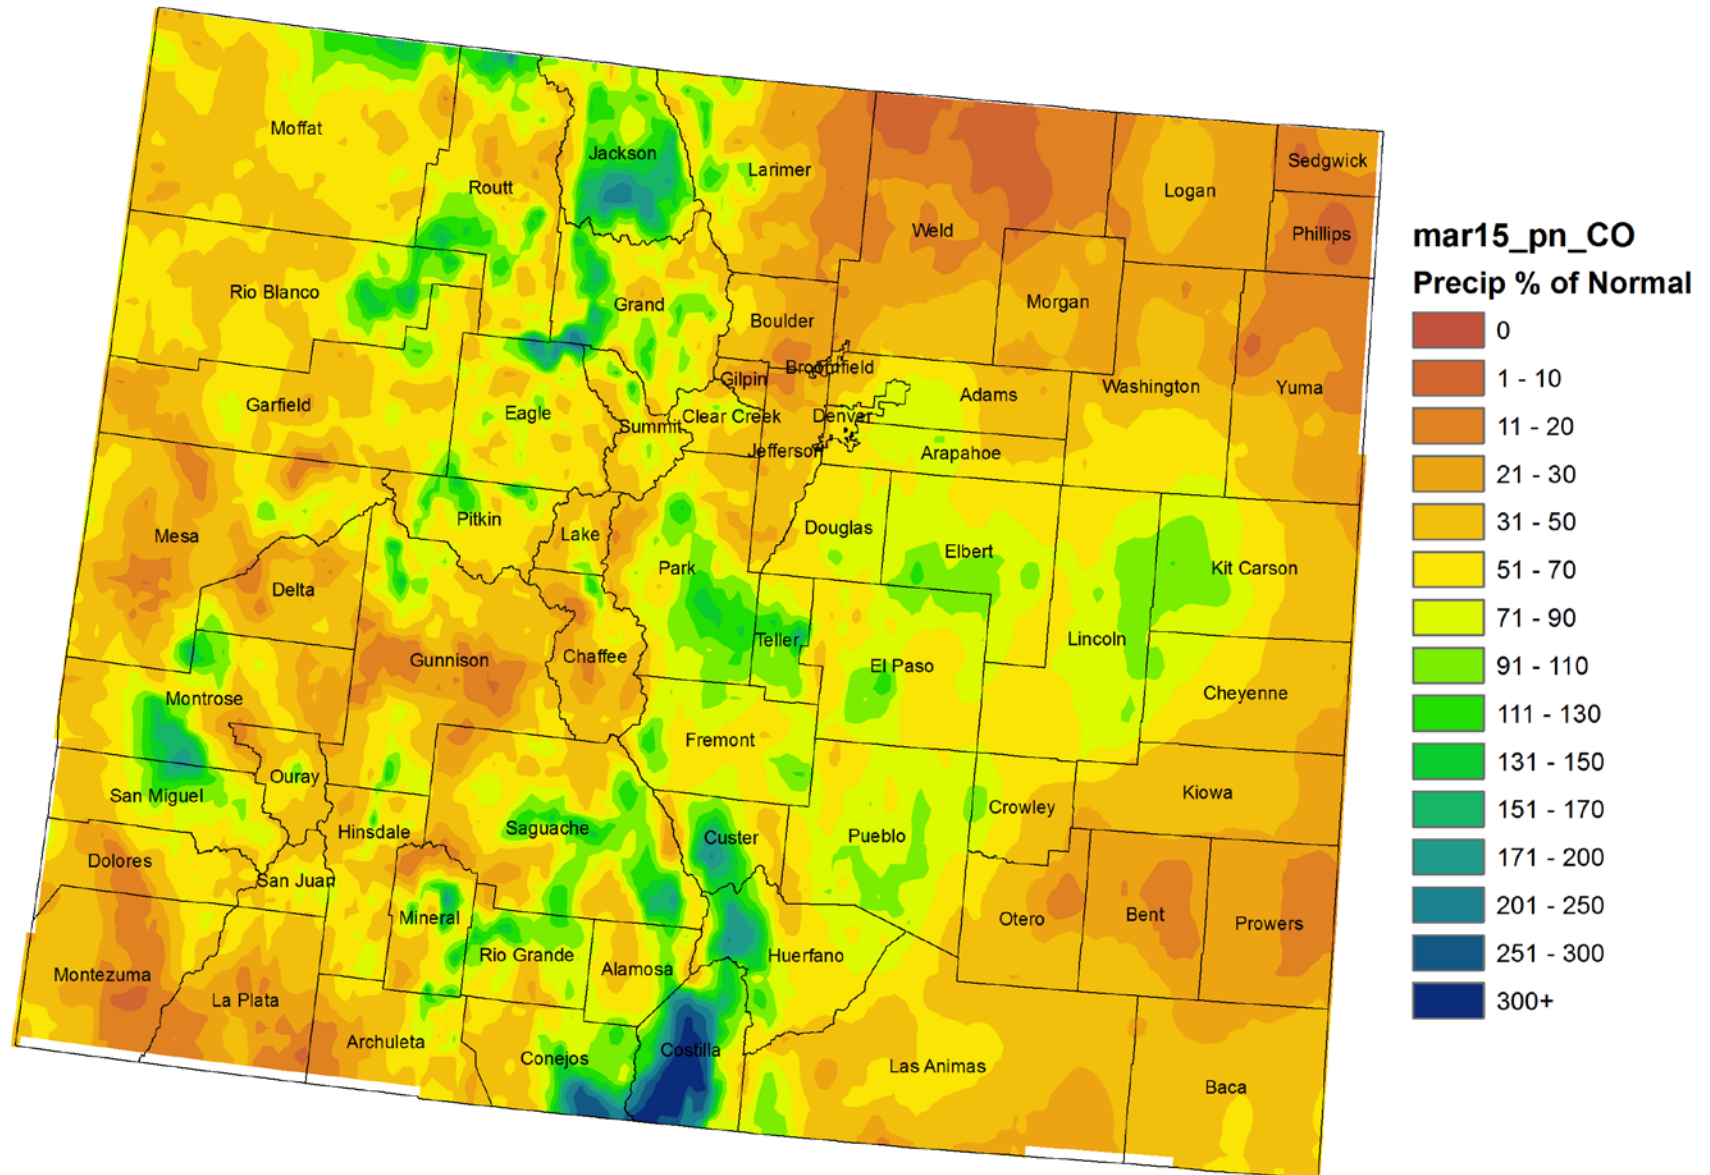 Moffat
Routt
Jackson
Larimer
Weld
Logan
Sedgwick
Phillips
Rio Blanco
Grand
Boulder
Morgan
Broomfield
Gilpin
Garfield
Eagle
Summit
Clear Creek
Denver
Adams
Washington
Yuma
Jefferson
Arapahoe
Mesa
Pitkin
Lake
Park
Douglas
Elbert
Kit Carson
Delta
Gunnison
Chaffee
Teller
El Paso
Lincoln
Cheyenne
Montrose
Ouray
Fremont
San Miguel
Hinsdale
Saguache
Custer
Pueblo
Crowley
Kiowa
Dolores
San Juan
Mineral
Rio Grande
Alamosa
Huerfano
Otero
Bent
Prowers
Montezuma
La Plata
Archuleta
Conejos
Costilla
Las Animas
Baca
mar15_pn_CO
Precip % of Normal
0
1 - 10
11 - 20
21 - 30
31 - 50
51 - 70
71 - 90
91 - 110
111 - 130
131 - 150
151 - 170
171 - 200
201 - 250
251 - 300
300+